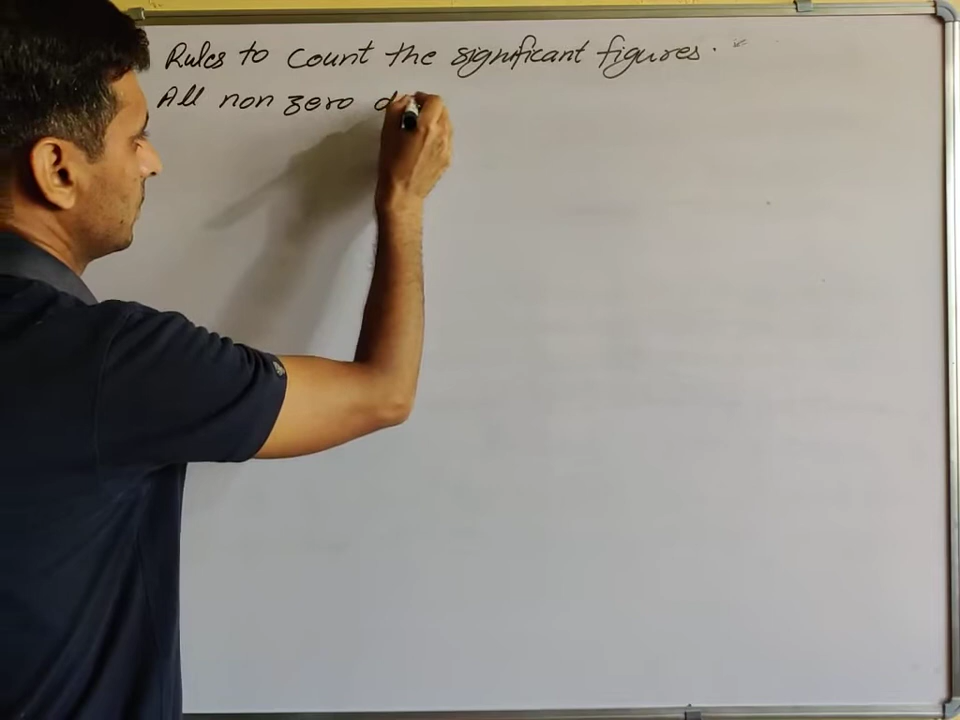 Rules to Count the significant figures.
All non zero d